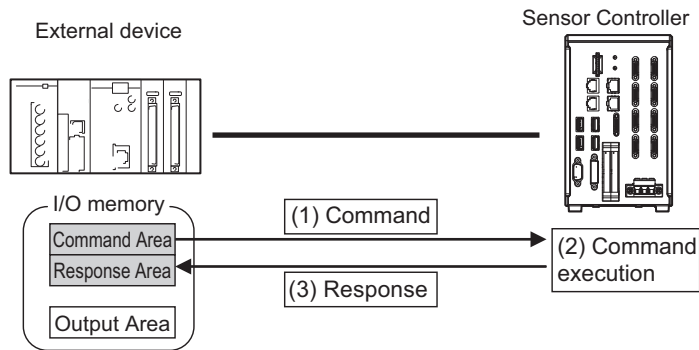 External device
Sensor Controller
I/O memory
Command Area
Response Area
Output Area
(1) Command
(2) Command
execution
(3) Response